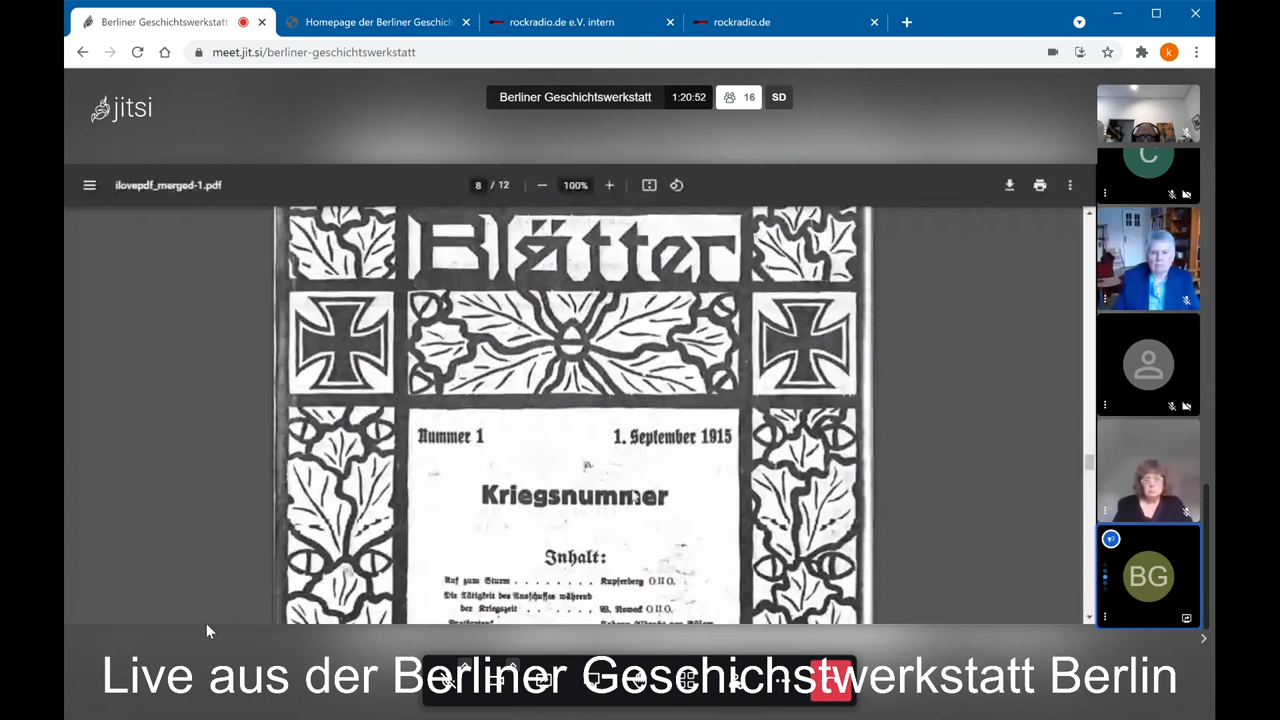 Berliner Geschichtswerkstatt
Homepage der Berliner Geschich
rockradio.de e.V. intern
rockradio.de
meet.jit.si/berliner-geschichtswerkstatt
k
jitsi
Berliner Geschichtswerkstatt 1:20:52 16 SD
C
ilovepdf_merged-1.pdf 8 / 12 100%
Blätter
Nummer 1 1. September 1915
Kriegsnummer
Inhalt:
Auf zum Sturm . . . . . . . . Kupferberg O II O.
Die Tätigkeit des Ausschusses während
der Kriegszeit . . . . . . W. Nowack O II O.
BG
Live aus der Berliner Geschichstwerkstatt Berlin